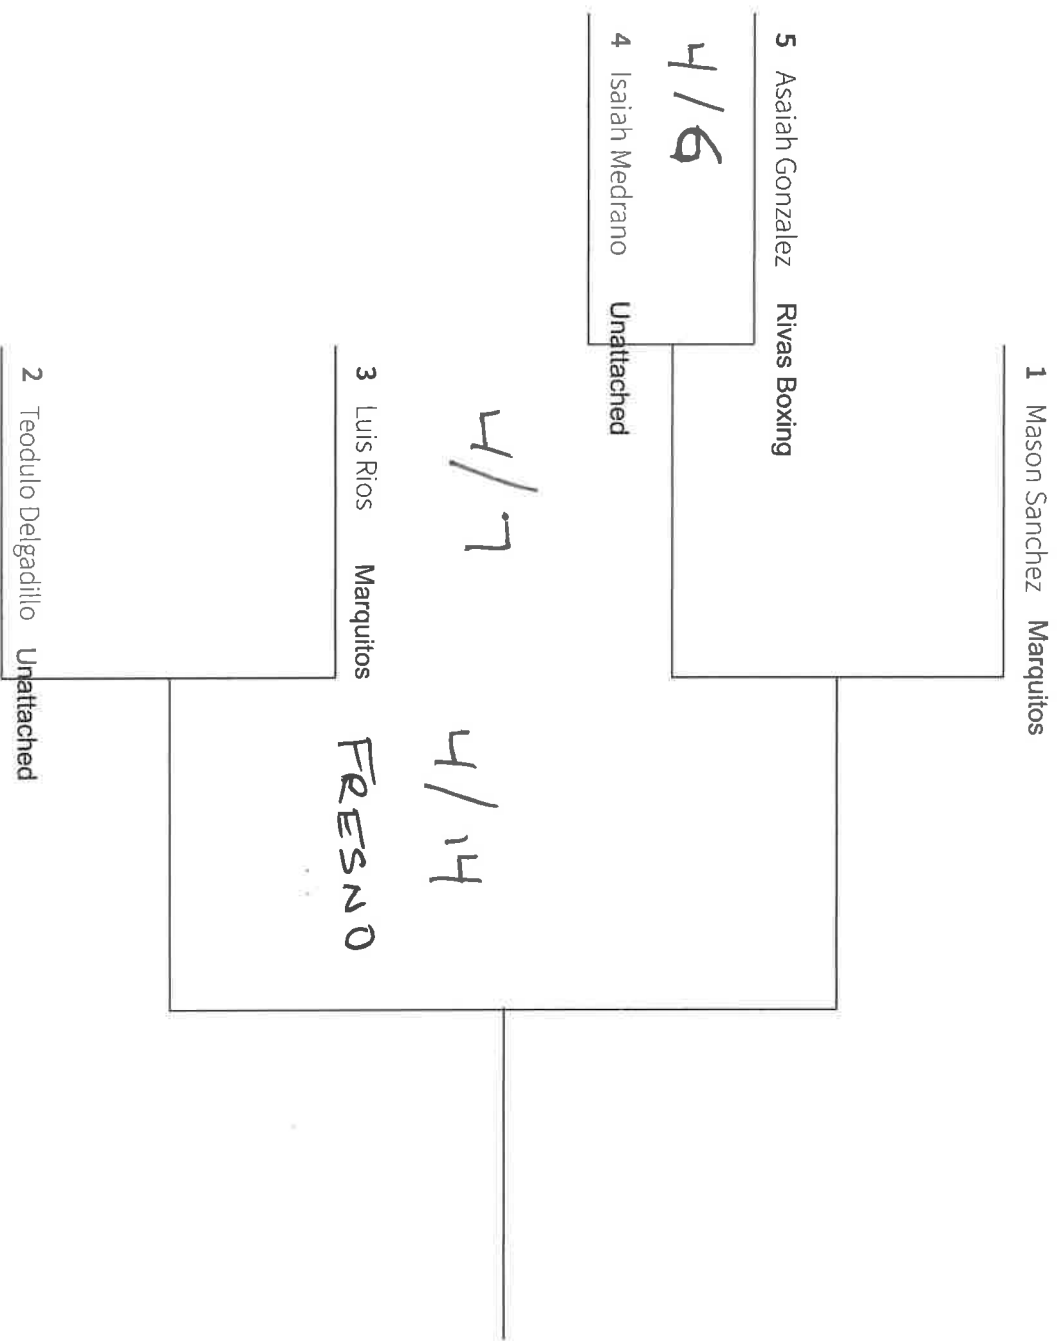 1 Mason Sanchez Marquitos
5 Asaiah Gonzalez Rivas Boxing
4/6
4 Isaiah Medrano Unattached
4/7
4/14
FRESNO
3 Luis Rios Marquitos
2 Teodulo Delgadillo Unattached